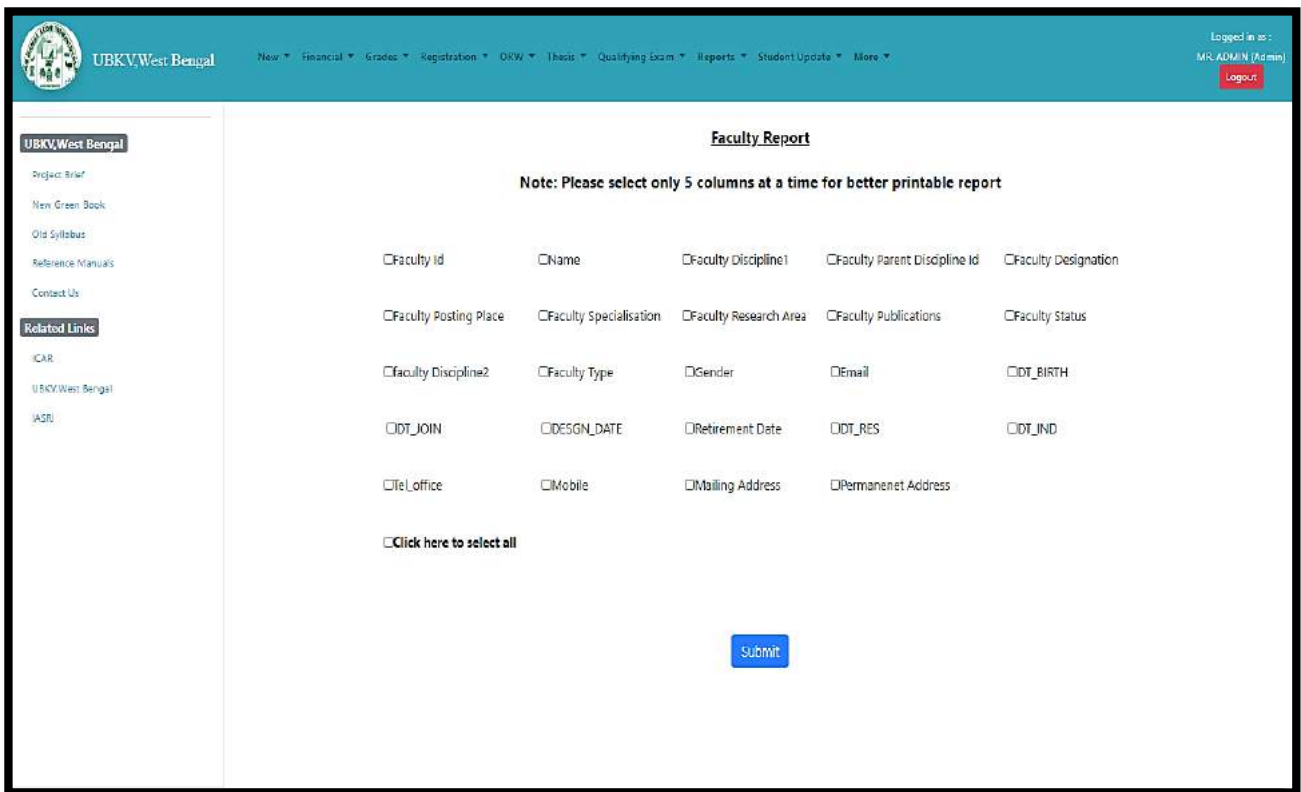 UBKV,West Bengal
New Financial Grades Registration ORW Thesis Qualifying Exam Reports Student Update More
Logged in as :
MR. ADMIN (Admin)
Logout
UBKV,West Bengal
Project Brief
New Green Book
Old Syllabus
Reference Manuals
Contact Us
Related Links
ICAR
UBKV,West Bengal
IASRI
Faculty Report
Note: Please select only 5 columns at a time for better printable report
Faculty Id Name Faculty Discipline1 Faculty Parent Discipline Id Faculty Designation
Faculty Posting Place Faculty Specialisation Faculty Research Area Faculty Publications Faculty Status
faculty Discipline2 Faculty Type Gender Email DT_BIRTH
DT_JOIN DESGN_DATE Retirement Date DT_RES DT_IND
Tel_office Mobile Mailing Address Permanenet Address
Click here to select all
Submit